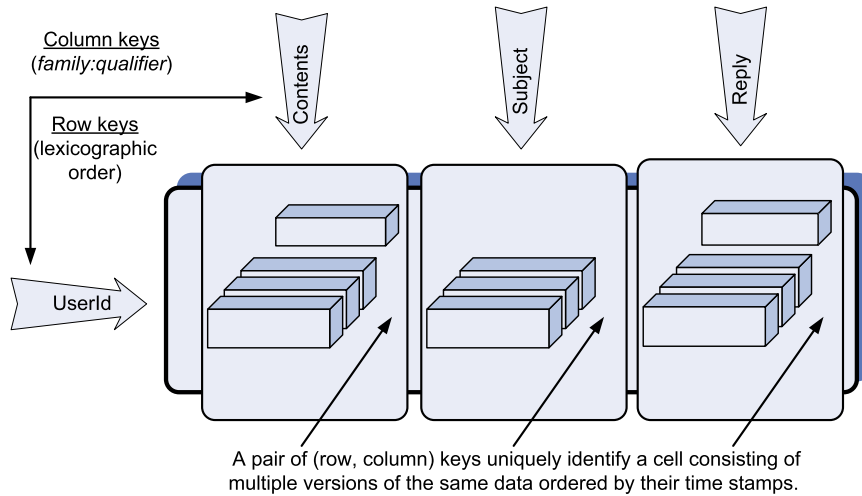 Column keys
(family:qualifier)
Contents
Subject
Reply
Row keys
(lexicographic
order)
UserId
A pair of (row, column) keys uniquely identify a cell consisting of
multiple versions of the same data ordered by their time stamps.